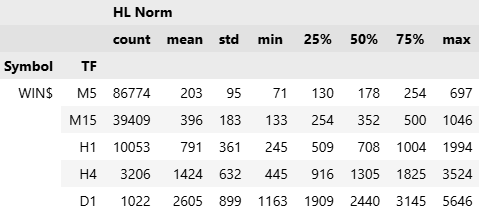 HL Norm
count mean std min 25% 50% 75% max
Symbol TF
WIN$ M5 86774 203 95 71 130 178 254 697
M15 39409 396 183 133 254 352 500 1046
H1 10053 791 361 245 509 708 1004 1994
H4 3206 1424 632 445 916 1305 1825 3524
D1 1022 2605 899 1163 1909 2440 3145 5646